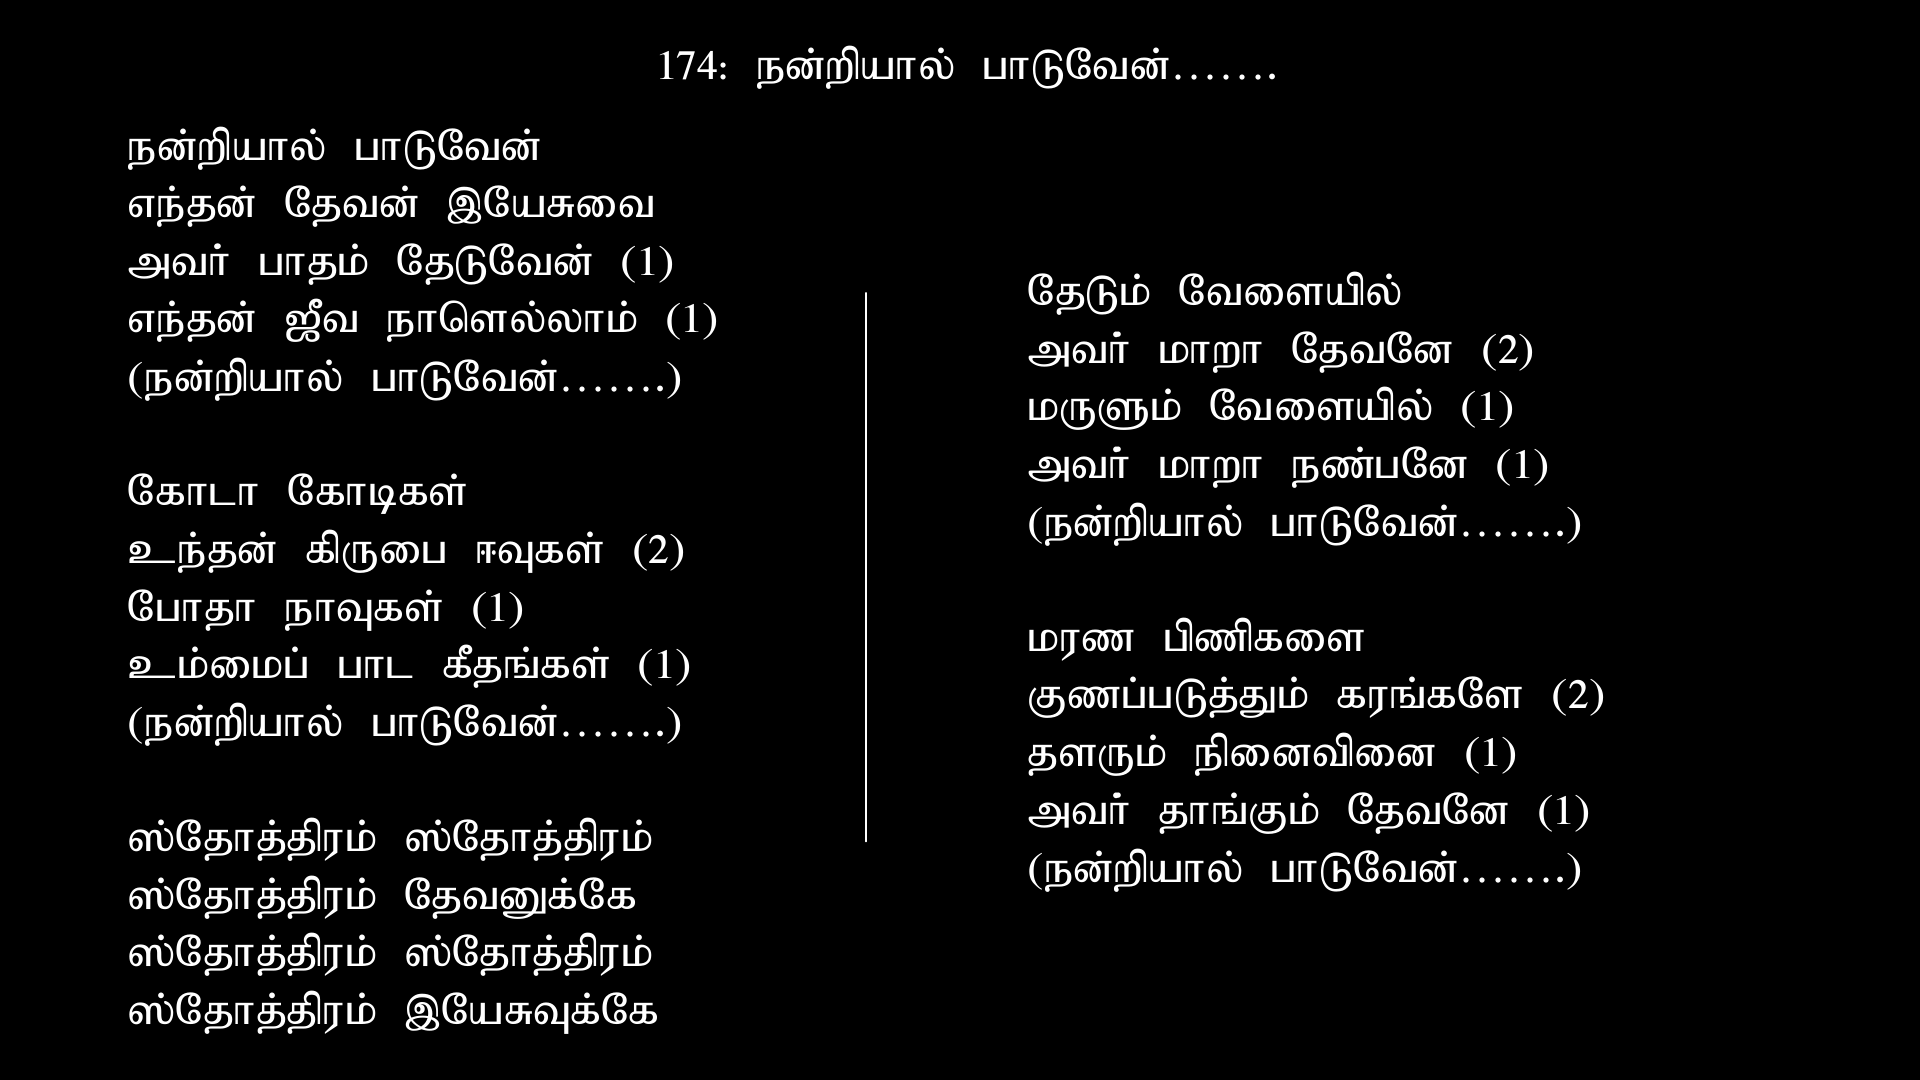 174: நன்றியால் பாடுவேன்.......
நன்றியால் பாடுவேன்
எந்தன் தேவன் இயேசுவை
அவர் பாதம் தேடுவேன் (1)
எந்தன் ஜீவ நாளெல்லாம் (1)
(நன்றியால் பாடுவேன்.......)
கோடா கோடிகள்
உந்தன் கிருபை ஈவுகள் (2)
போதா நாவுகள் (1)
உம்மைப் பாட கீதங்கள் (1)
(நன்றியால் பாடுவேன்.......)
ஸ்தோத்திரம் ஸ்தோத்திரம்
ஸ்தோத்திரம் தேவனுக்கே
ஸ்தோத்திரம் ஸ்தோத்திரம்
ஸ்தோத்திரம் இயேசுவுக்கே
தேடும் வேளையில்
அவர் மாறா தேவனே (2)
மருளும் வேளையில் (1)
அவர் மாறா நண்பனே (1)
(நன்றியால் பாடுவேன்.......)
மரண பிணிகளை
குணப்படுத்தும் கரங்களே (2)
தளரும் நினைவினை (1)
அவர் தாங்கும் தேவனே (1)
(நன்றியால் பாடுவேன்.......)